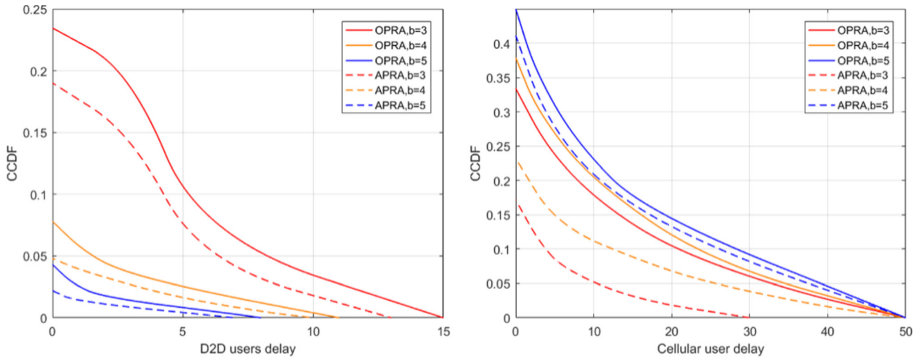 0.25
0.2
0.15
0.1
0.05
0
CCDF
0
5
10
15
D2D users delay
OPRA,b=3
OPRA,b=4
OPRA,b=5
APRA,b=3
APRA,b=4
APRA,b=5
0.4
0.35
0.3
0.25
0.2
0.15
0.1
0.05
0
CCDF
0
10
20
30
40
50
Cellular user delay
OPRA,b=3
OPRA,b=4
OPRA,b=5
APRA,b=3
APRA,b=4
APRA,b=5